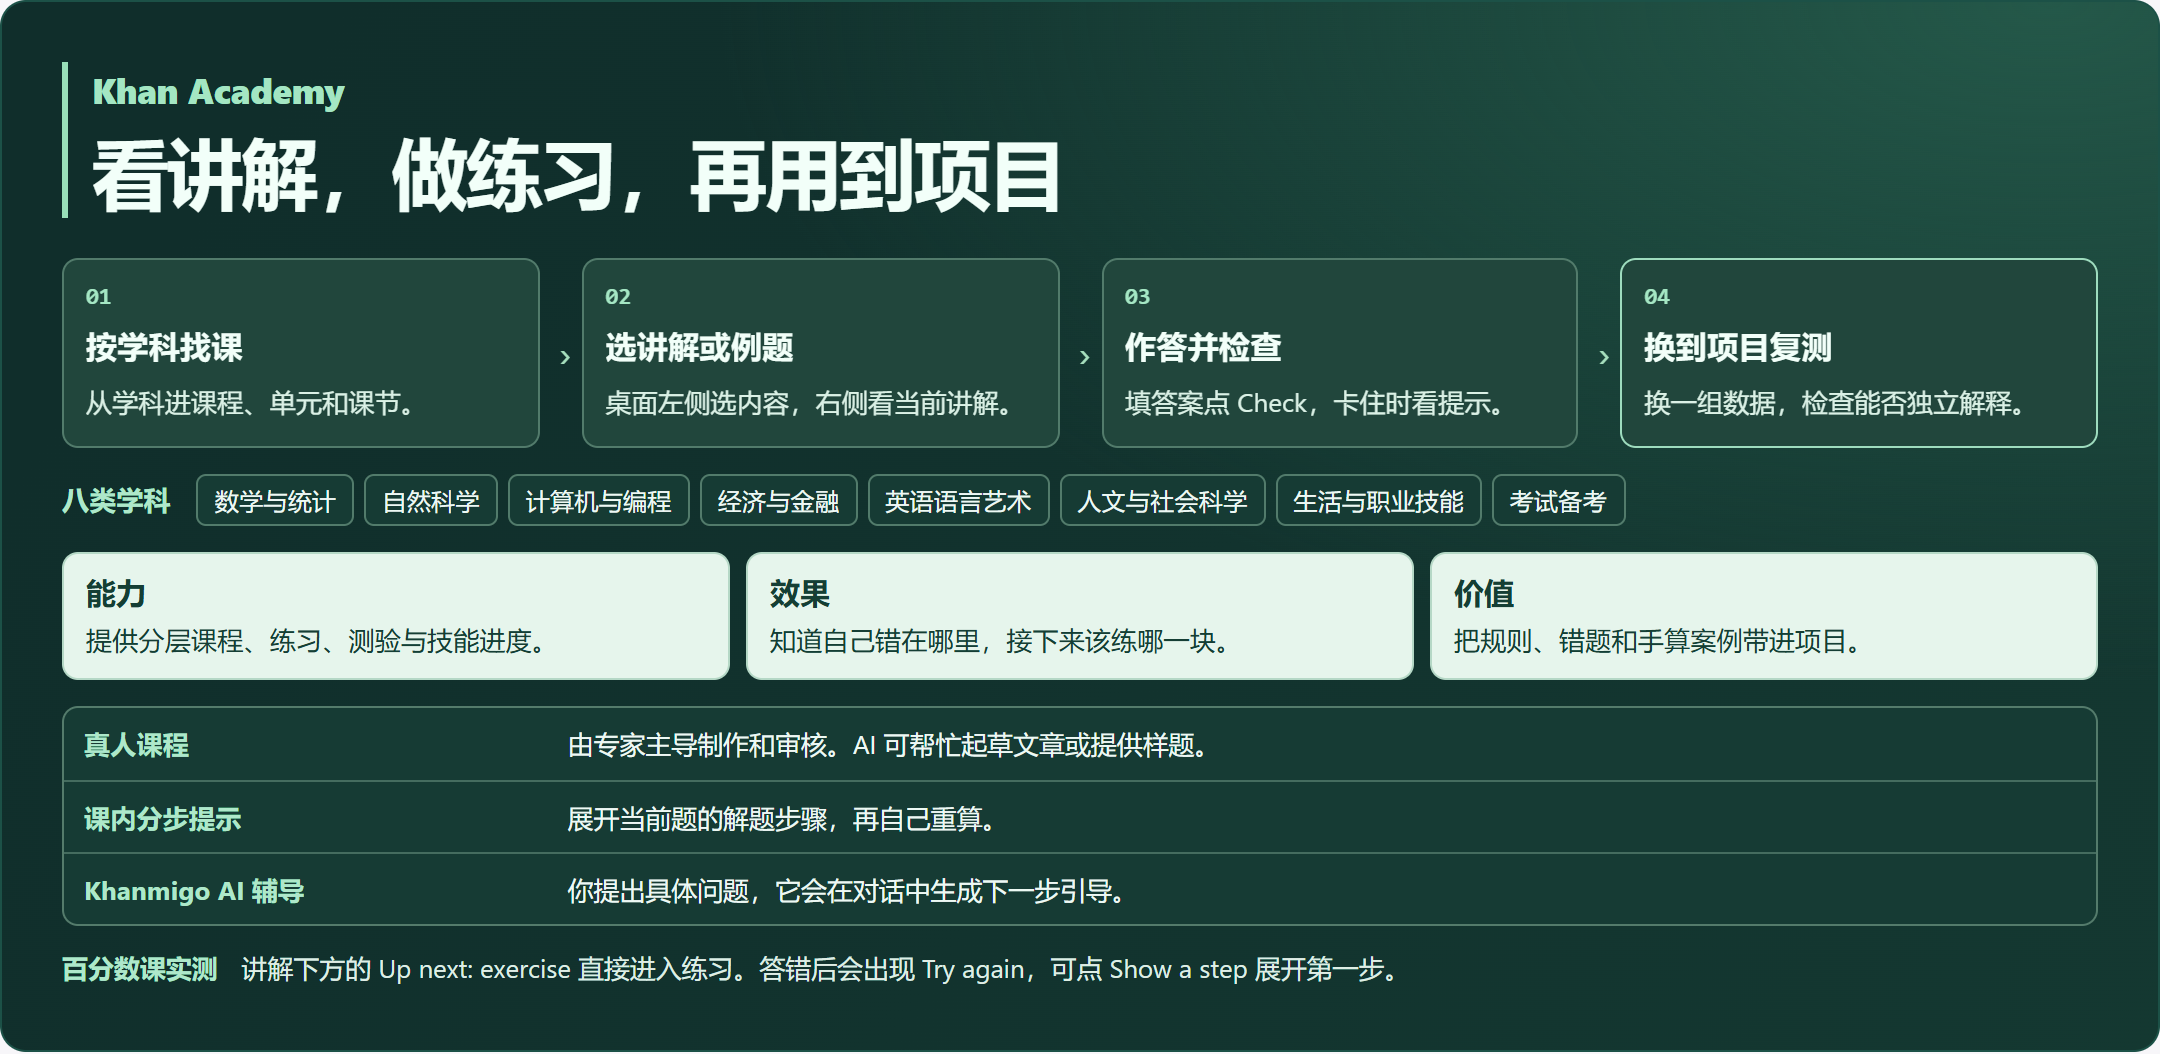 Khan Academy
看讲解，做练习，再用到项目
01
按学科找课
从学科进课程、单元和课节。
›
02
选讲解或例题
桌面左侧选内容，右侧看当前讲解。
›
03
作答并检查
填答案点 Check，卡住时看提示。
›
04
换到项目复测
换一组数据，检查能否独立解释。
八类学科 数学与统计 自然科学 计算机与编程 经济与金融 英语语言艺术 人文与社会科学 生活与职业技能 考试备考
能力
提供分层课程、练习、测验与技能进度。
效果
知道自己错在哪里，接下来该练哪一块。
价值
把规则、错题和手算案例带进项目。
真人课程 由专家主导制作和审核。AI 可帮忙起草文章或提供样题。
课内分步提示 展开当前题的解题步骤，再自己重算。
Khanmigo AI 辅导 你提出具体问题，它会在对话中生成下一步引导。
百分数课实测 讲解下方的 Up next: exercise 直接进入练习。答错后会出现 Try again，可点 Show a step 展开第一步。